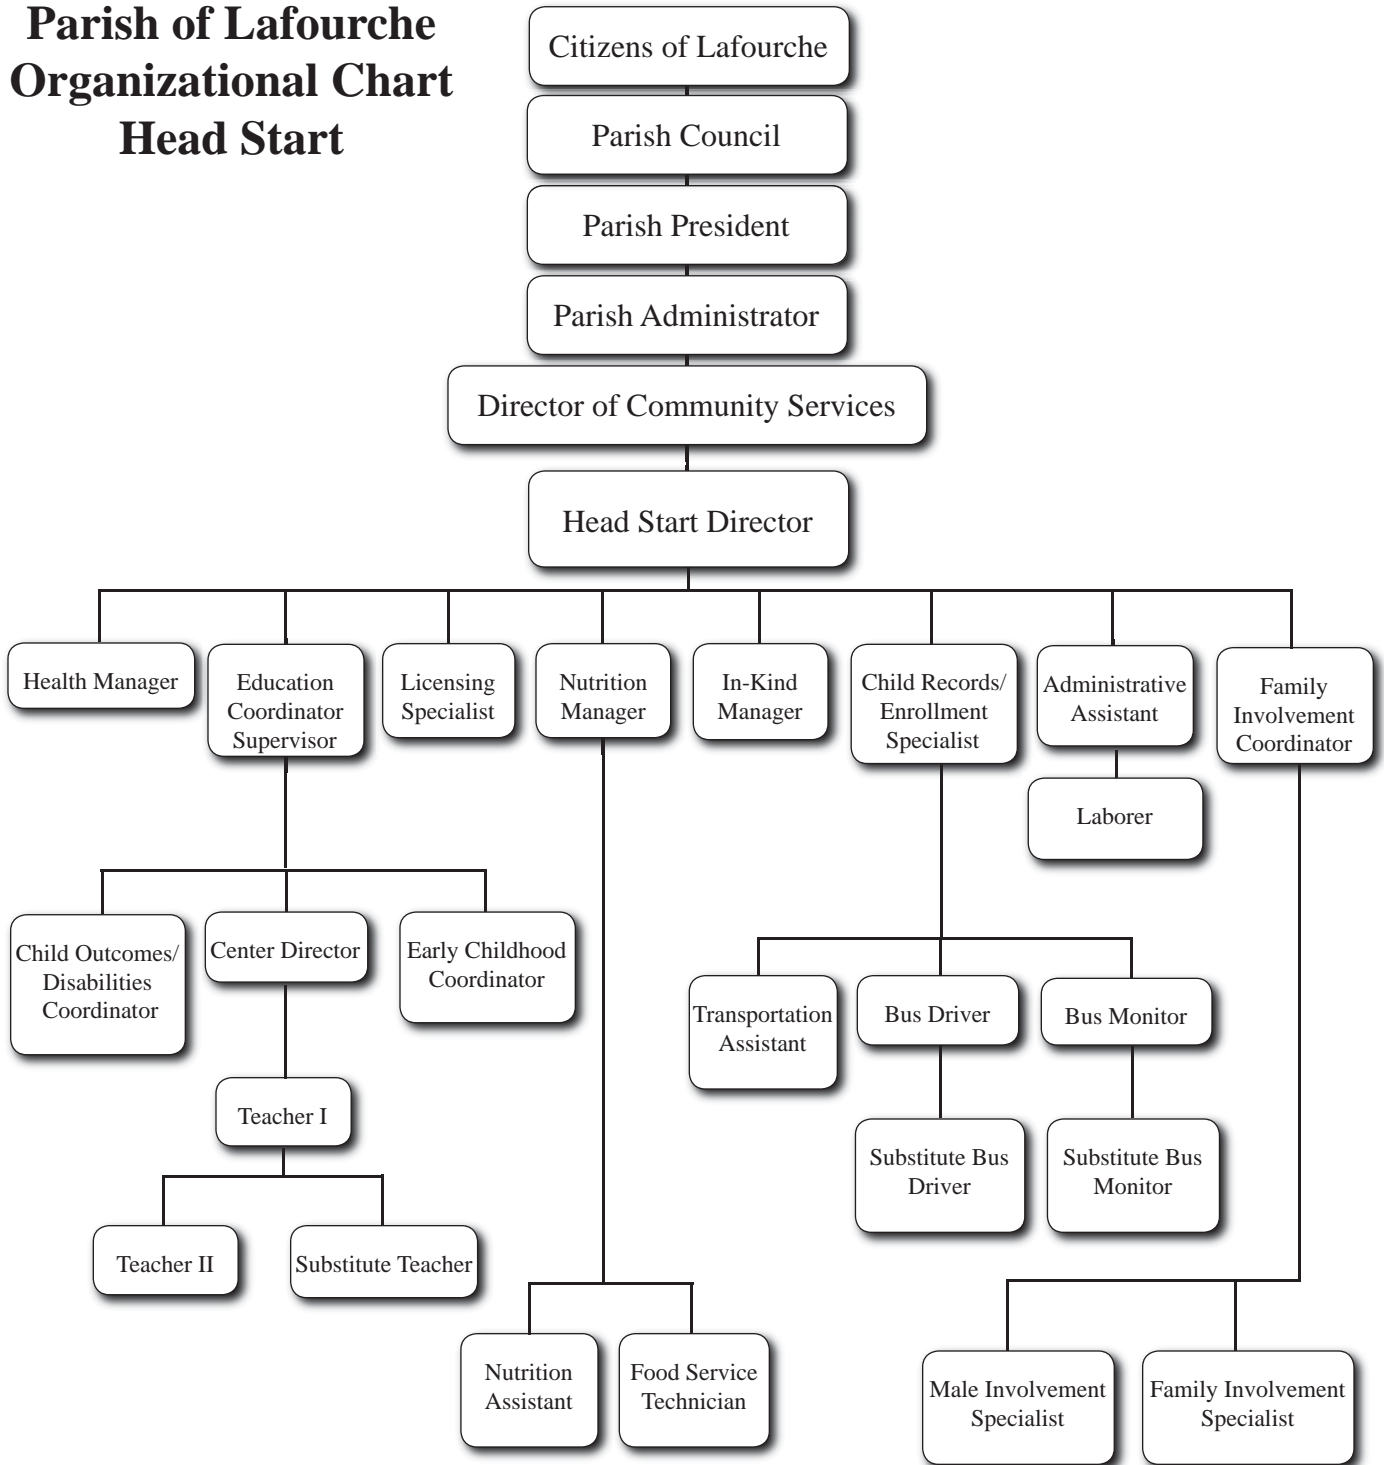 Parish of Lafourche
Organizational Chart
Head Start
Citizens of Lafourche
Parish Council
Parish President
Parish Administrator
Director of Community Services
Head Start Director
Health Manager
Education
Coordinator
Supervisor
Licensing
Specialist
Nutrition
Manager
In-Kind
Manager
Child Records/
Enrollment
Specialist
Administrative
Assistant
Family
Involvement
Coordinator
Laborer
Child Outcomes/
Disabilities
Coordinator
Center Director
Early Childhood
Coordinator
Transportation
Assistant
Bus Driver
Bus Monitor
Teacher I
Substitute Bus
Driver
Substitute Bus
Monitor
Teacher II
Substitute Teacher
Nutrition
Assistant
Food Service
Technician
Male Involvement
Specialist
Family Involvement
Specialist